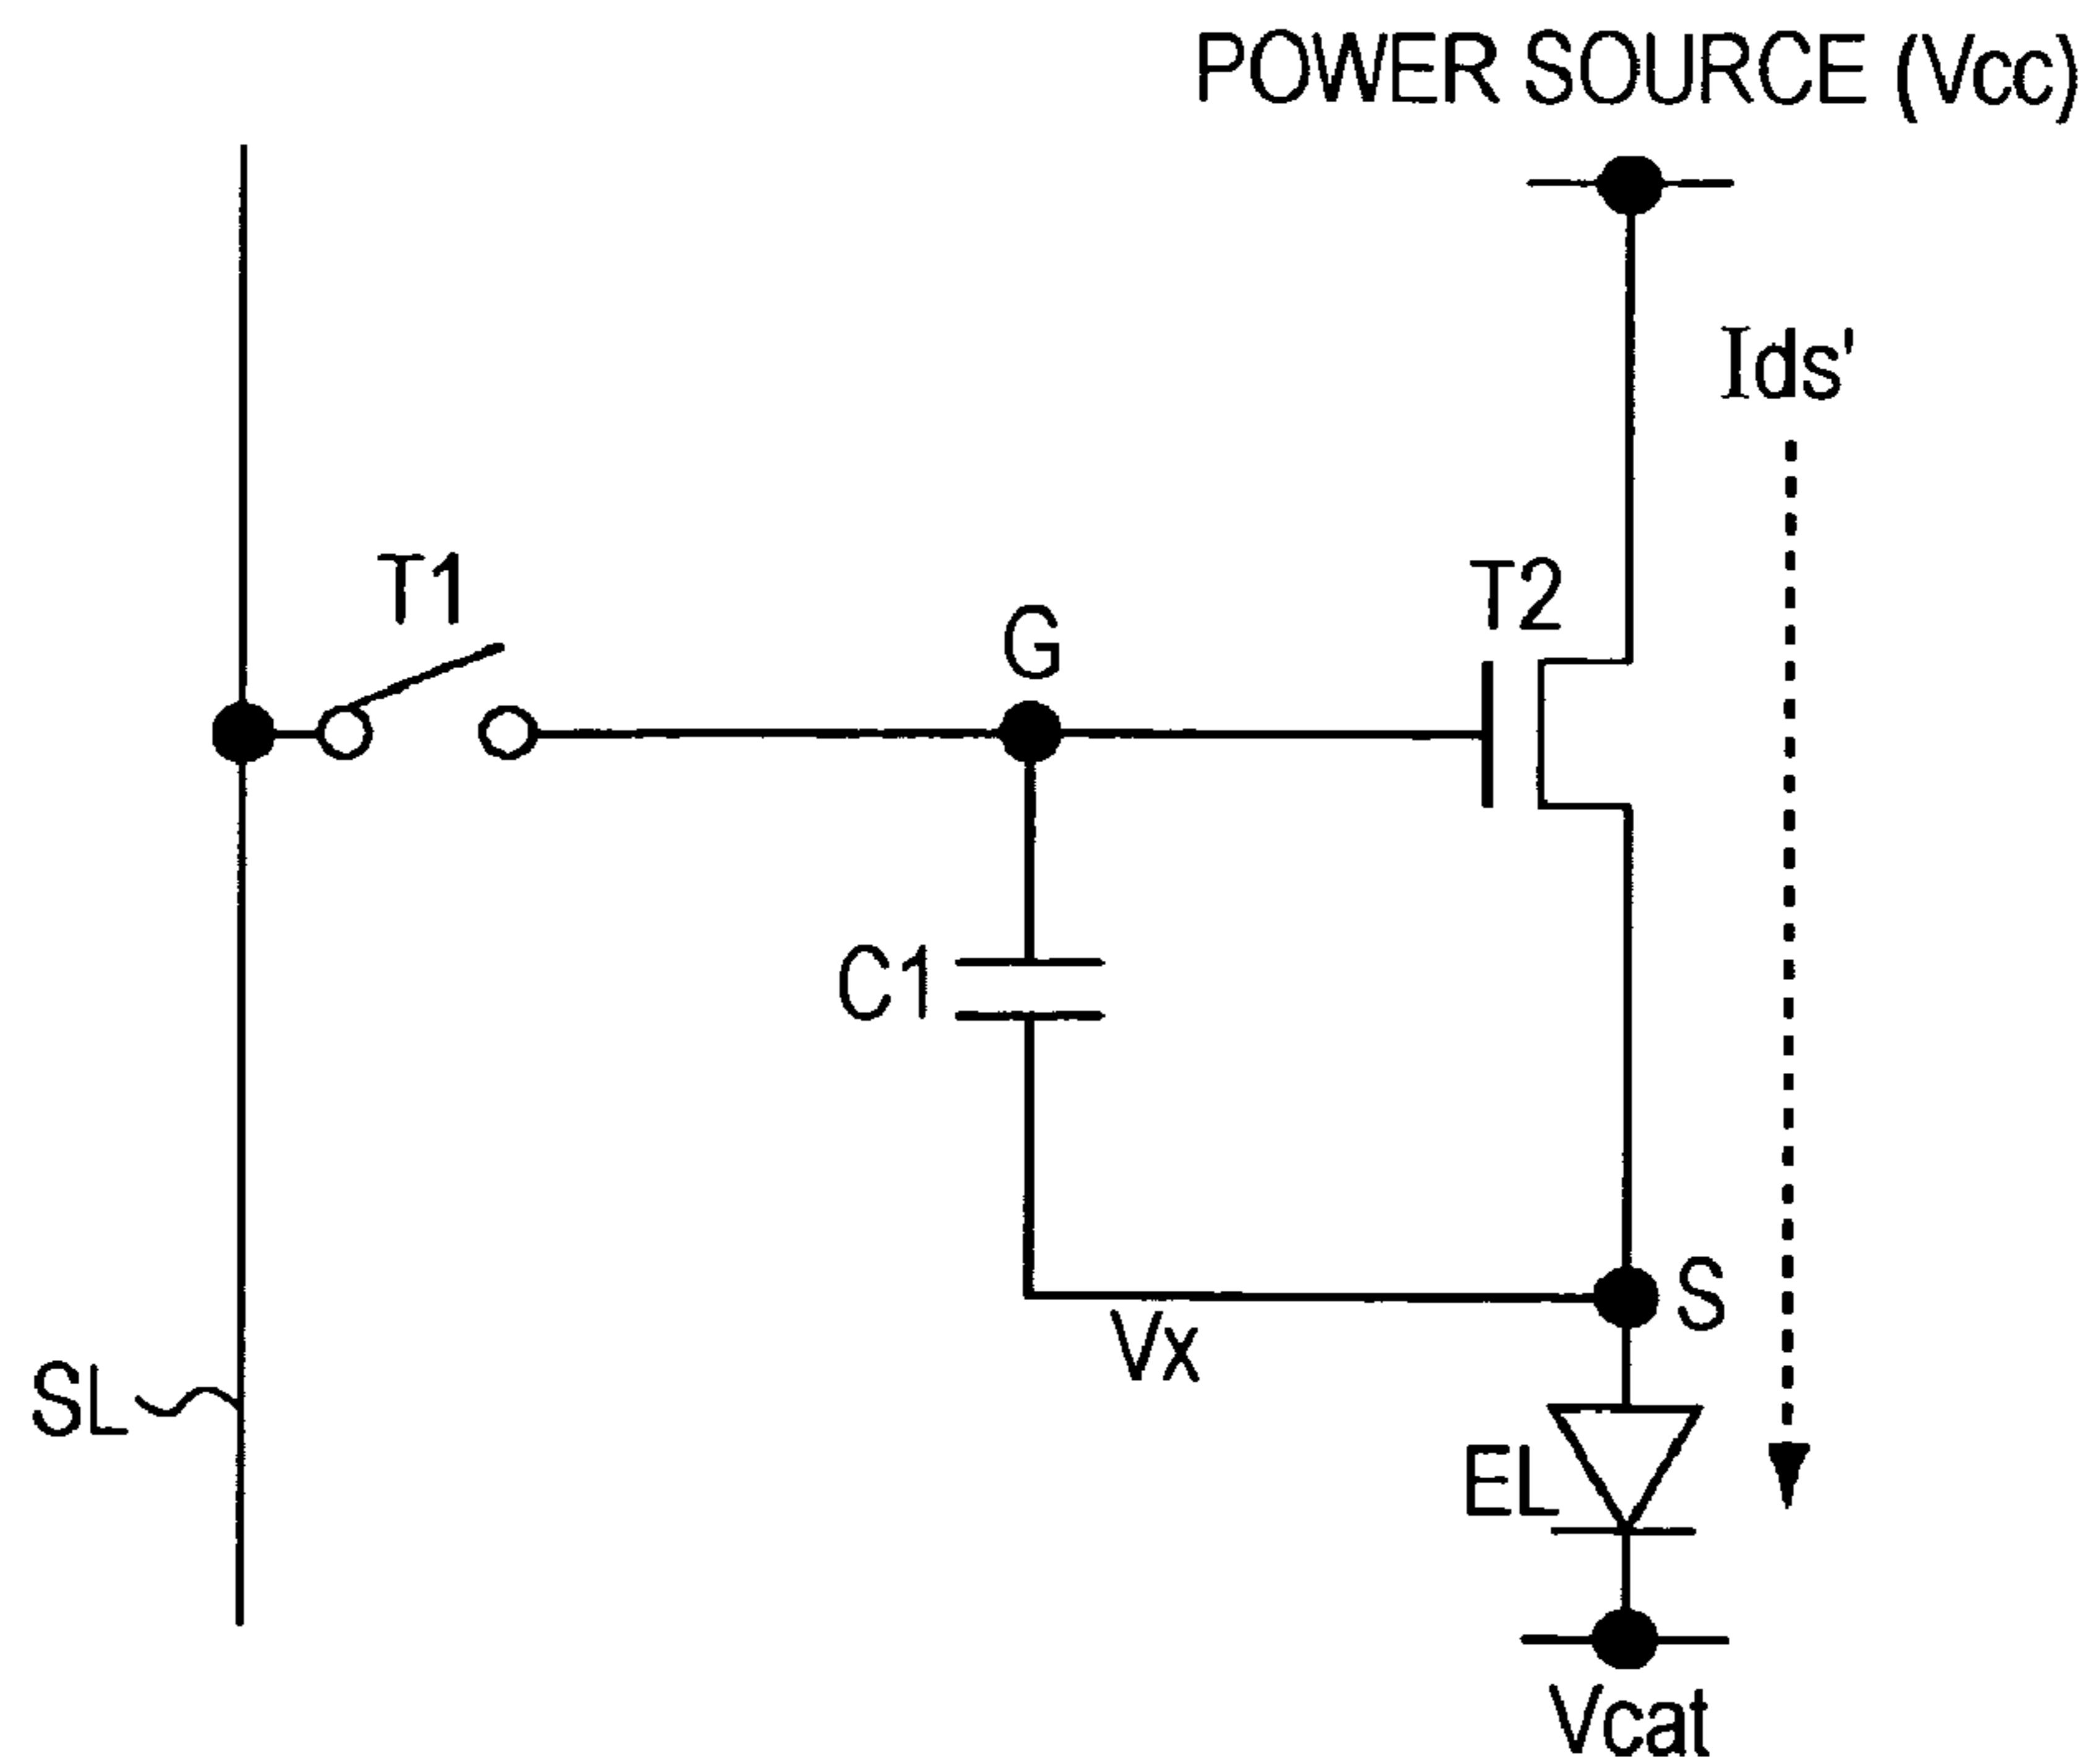 POWER SOURCE (Vcc)
Ids'
T1
T2
G
C1
S
Vx
SL
EL
Vcat